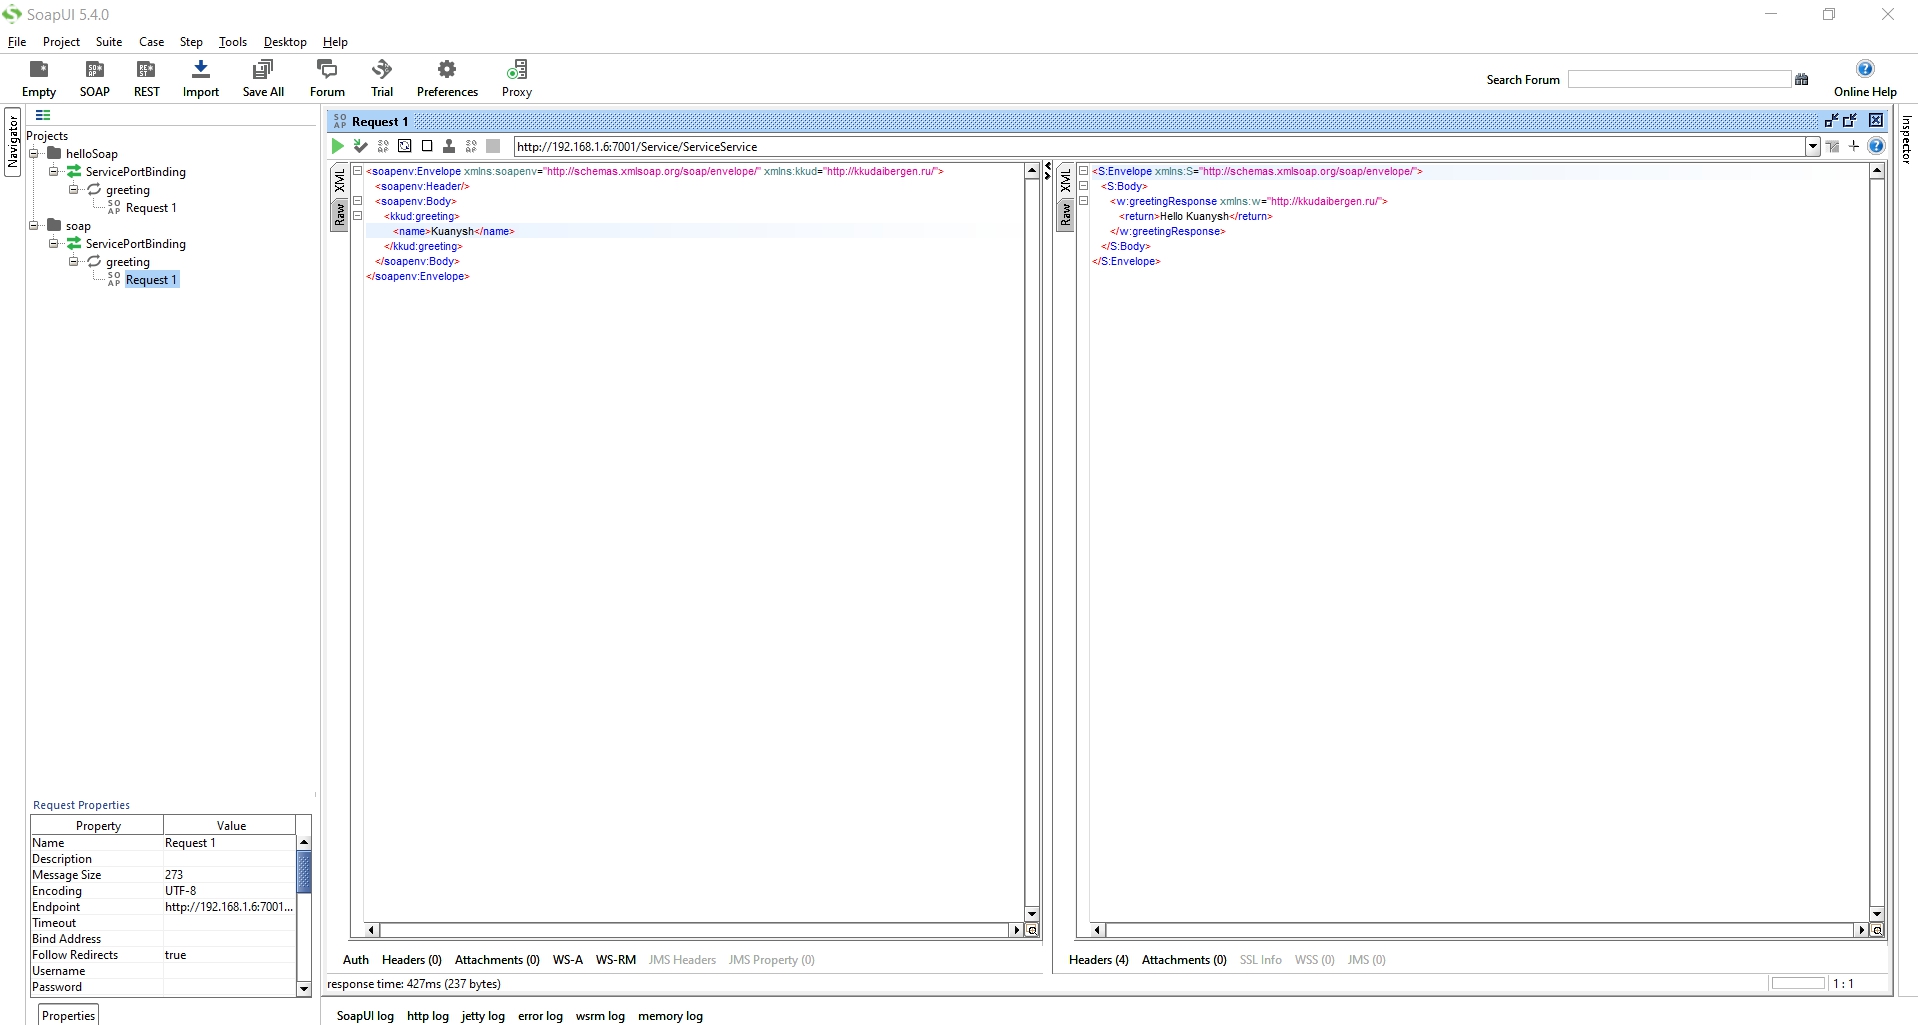 SoapUI 5.4.0
File Project Suite Case Step Tools Desktop Help
Empty SOAP REST Import Save All Forum Trial Preferences Proxy Search Forum Online Help
Navigator
Projects
helloSoap
ServicePortBinding
greeting
SO AP Request 1
soap
ServicePortBinding
greeting
SO AP Request 1
Request Properties
Property Value
Name Request 1
Description
Message Size 273
Encoding UTF-8
Endpoint http://192.168.1.6:7001...
Timeout
Bind Address
Follow Redirects true
Username
Password
Properties
SO AP Request 1
http://192.168.1.6:7001/Service/ServiceService
XML
Raw
<soapenv:Envelope xmlns:soapenv="http://schemas.xmlsoap.org/soap/envelope/" xmlns:kkud="http://kkudaibergen.ru/">
<soapenv:Header/>
<soapenv:Body>
<kkud:greeting>
<name>Kuanysh</name>
</kkud:greeting>
</soapenv:Body>
</soapenv:Envelope>
Auth Headers (0) Attachments (0) WS-A WS-RM JMS Headers JMS Property (0)
XML
Raw
<S:Envelope xmlns:S="http://schemas.xmlsoap.org/soap/envelope/">
<S:Body>
<w:greetingResponse xmlns:w="http://kkudaibergen.ru/">
<return>Hello Kuanysh</return>
</w:greetingResponse>
</S:Body>
</S:Envelope>
Headers (4) Attachments (0) SSL Info WSS (0) JMS (0)
response time: 427ms (237 bytes) 1 : 1
SoapUI log http log jetty log error log wsrm log memory log
Inspector